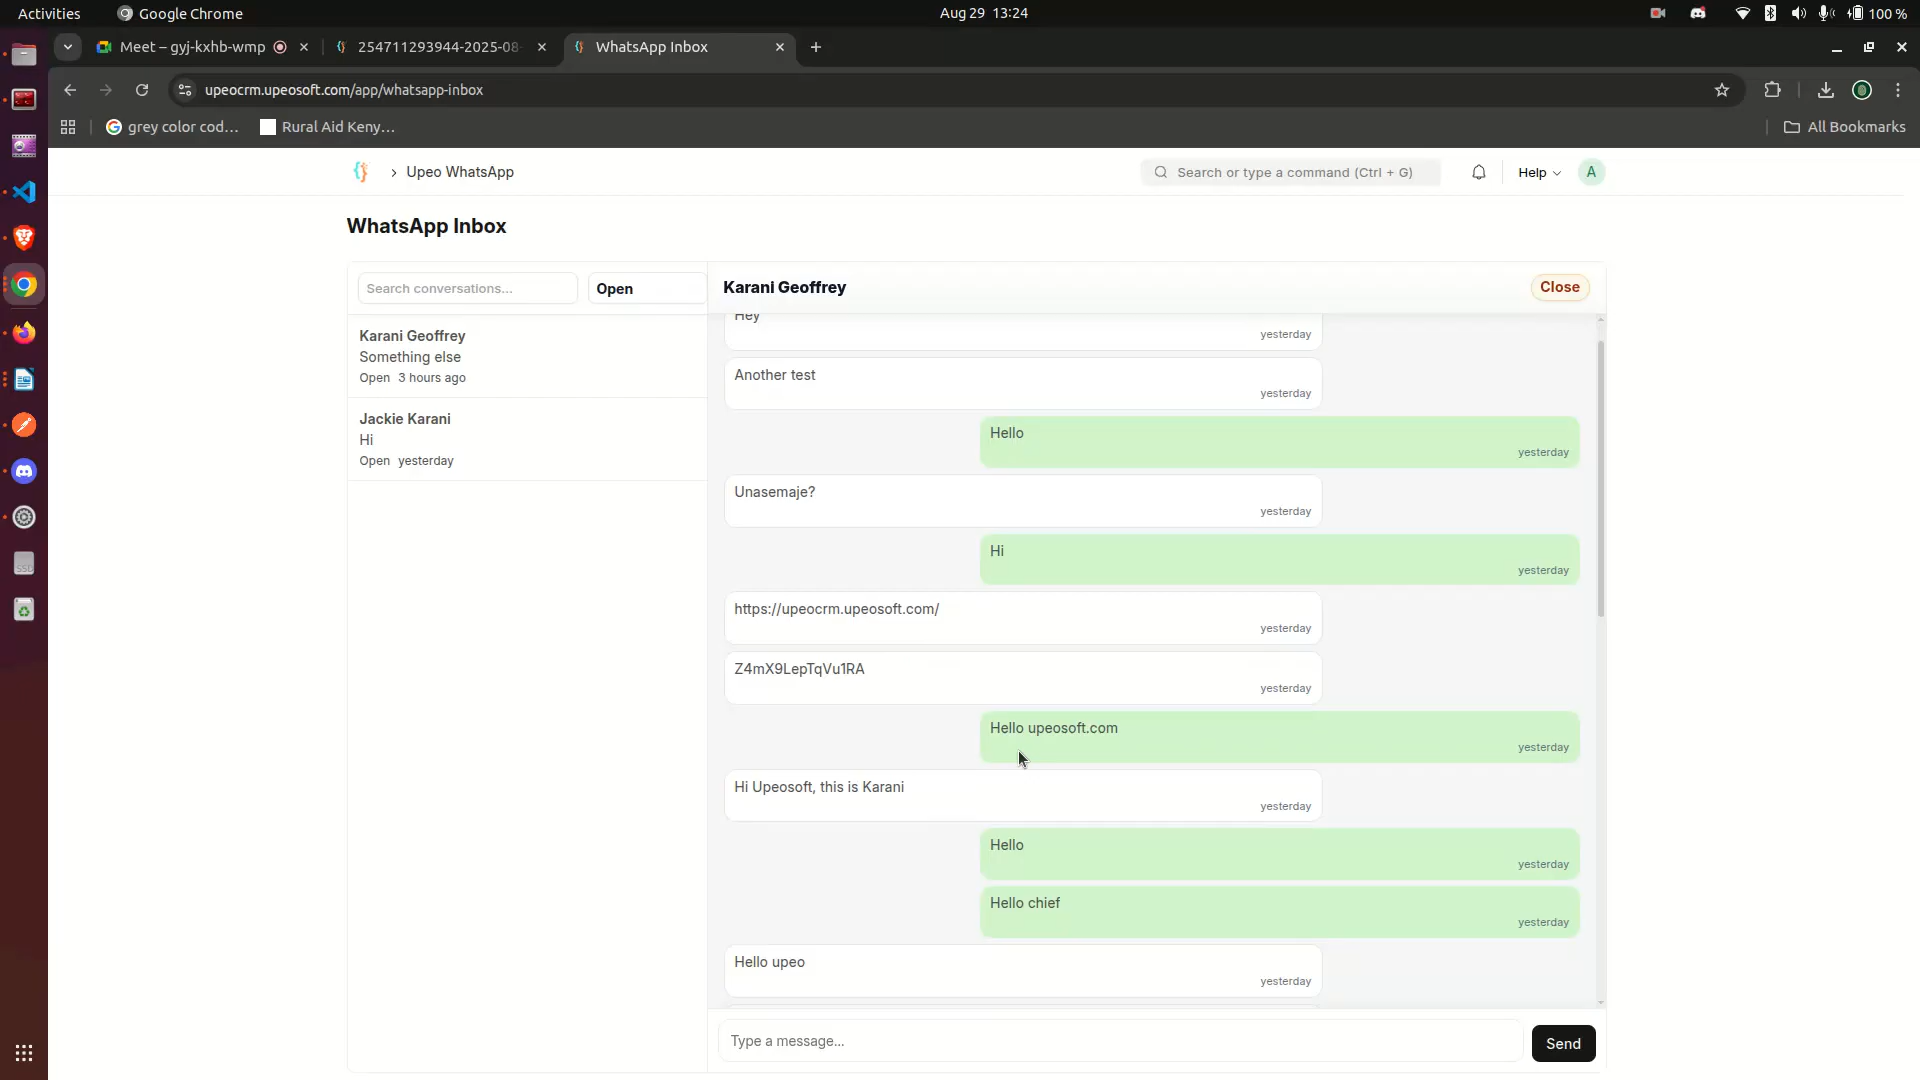 Activities
Google Chrome
Aug 29 13:24
100 %
Meet – gyj-kxhb-wmp
254711293944-2025-08-
WhatsApp Inbox
upeocrm.upeosoft.com/app/whatsapp-inbox
grey color cod...
Rural Aid Keny...
All Bookmarks
Upeo WhatsApp
Search or type a command (Ctrl + G)
Help
A
WhatsApp Inbox
Search conversations...
Open
Karani Geoffrey
Something else
Open 3 hours ago
Jackie Karani
Hi
Open yesterday
Karani Geoffrey
Close
Hey
yesterday
Another test
yesterday
Hello
yesterday
Unasemaje?
yesterday
Hi
yesterday
https://upeocrm.upeosoft.com/
yesterday
Z4mX9LepTqVu1RA
yesterday
Hello upeosoft.com
yesterday
Hi Upeosoft, this is Karani
yesterday
Hello
yesterday
Hello chief
yesterday
Hello upeo
yesterday
Type a message...
Send
SSD